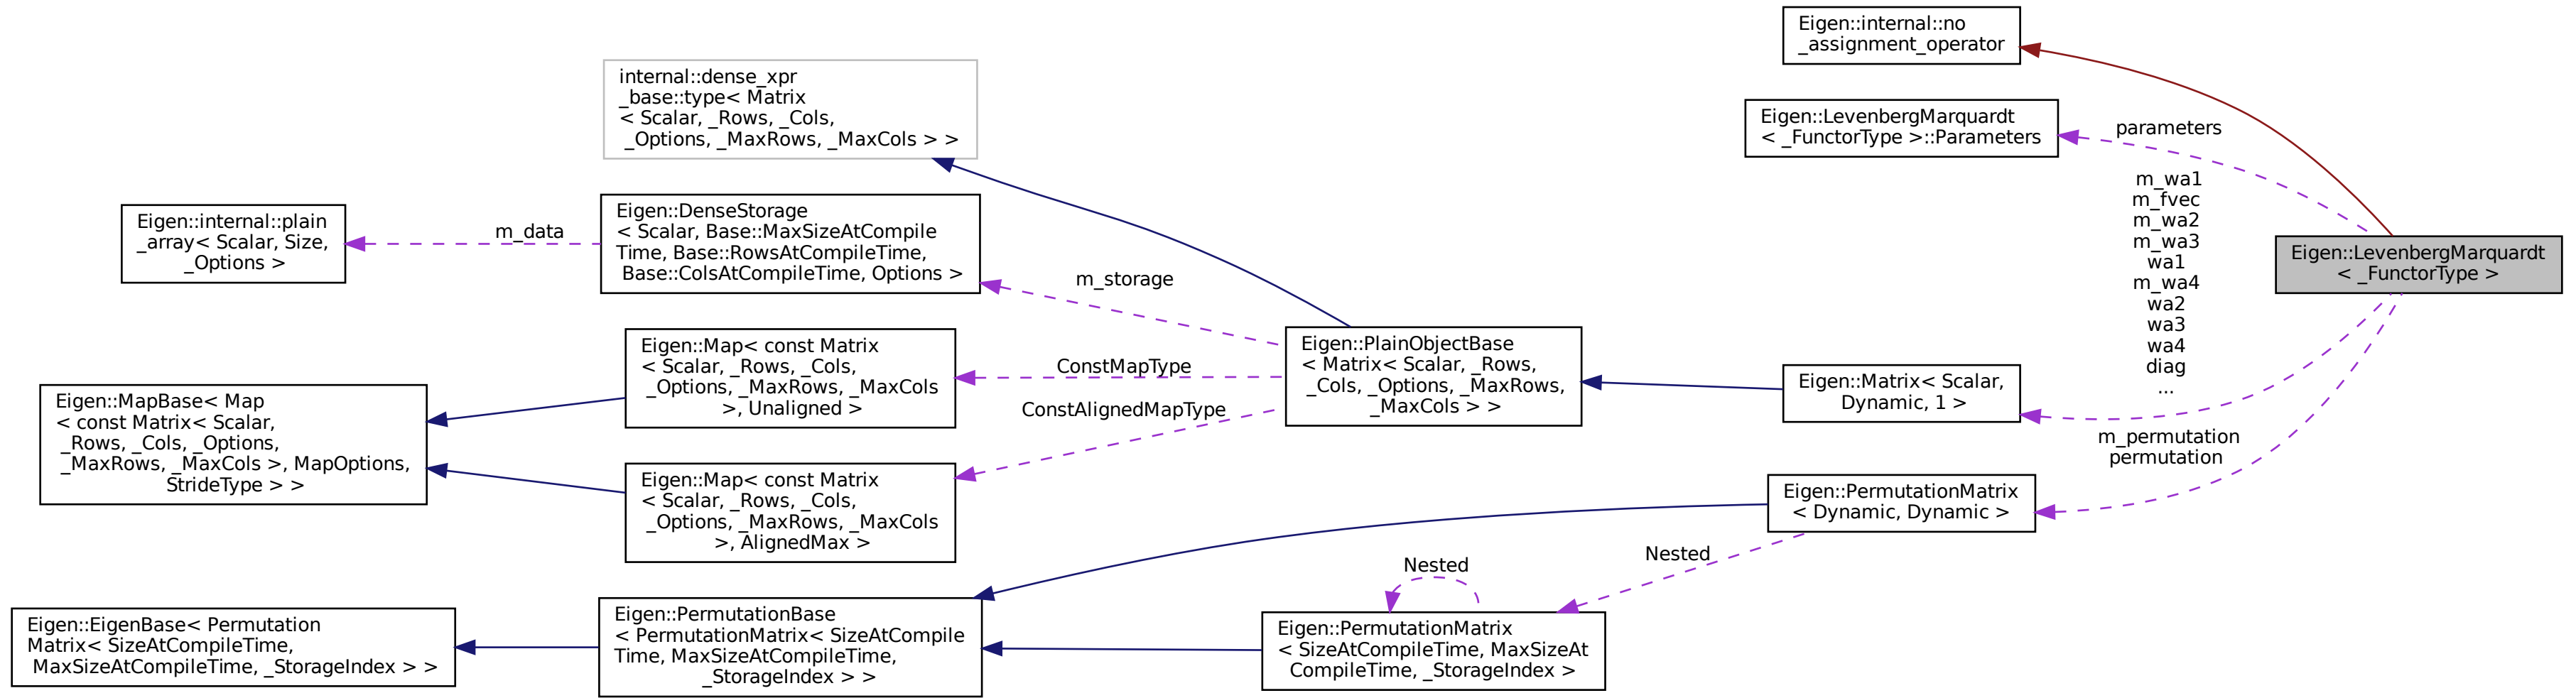 Eigen::internal::no
_assignment_operator
internal::dense_xpr
_base::type< Matrix
< Scalar, _Rows, _Cols,
_Options, _MaxRows, _MaxCols > >
Eigen::LevenbergMarquardt
< _FunctorType >::Parameters
parameters
Eigen::internal::plain
_array< Scalar, Size,
_Options >
m_data
Eigen::DenseStorage
< Scalar, Base::MaxSizeAtCompile
Time, Base::RowsAtCompileTime,
Base::ColsAtCompileTime, Options >
m_storage
m_wa1
m_fvec
m_wa2
m_wa3
wa1
m_wa4
wa2
wa3
wa4
diag
...
Eigen::LevenbergMarquardt
< _FunctorType >
Eigen::MapBase< Map
< const Matrix< Scalar,
_Rows, _Cols, _Options,
_MaxRows, _MaxCols >, MapOptions,
StrideType > >
Eigen::Map< const Matrix
< Scalar, _Rows, _Cols,
_Options, _MaxRows, _MaxCols
>, Unaligned >
ConstMapType
ConstAlignedMapType
Eigen::PlainObjectBase
< Matrix< Scalar, _Rows,
_Cols, _Options, _MaxRows,
_MaxCols > >
Eigen::Matrix< Scalar,
Dynamic, 1 >
m_permutation
permutation
Eigen::Map< const Matrix
< Scalar, _Rows, _Cols,
_Options, _MaxRows, _MaxCols
>, AlignedMax >
Eigen::PermutationMatrix
< Dynamic, Dynamic >
Nested
Nested
Eigen::EigenBase< Permutation
Matrix< SizeAtCompileTime,
MaxSizeAtCompileTime, _StorageIndex > >
Eigen::PermutationBase
< PermutationMatrix< SizeAtCompile
Time, MaxSizeAtCompileTime,
_StorageIndex > >
Eigen::PermutationMatrix
< SizeAtCompileTime, MaxSizeAt
CompileTime, _StorageIndex >